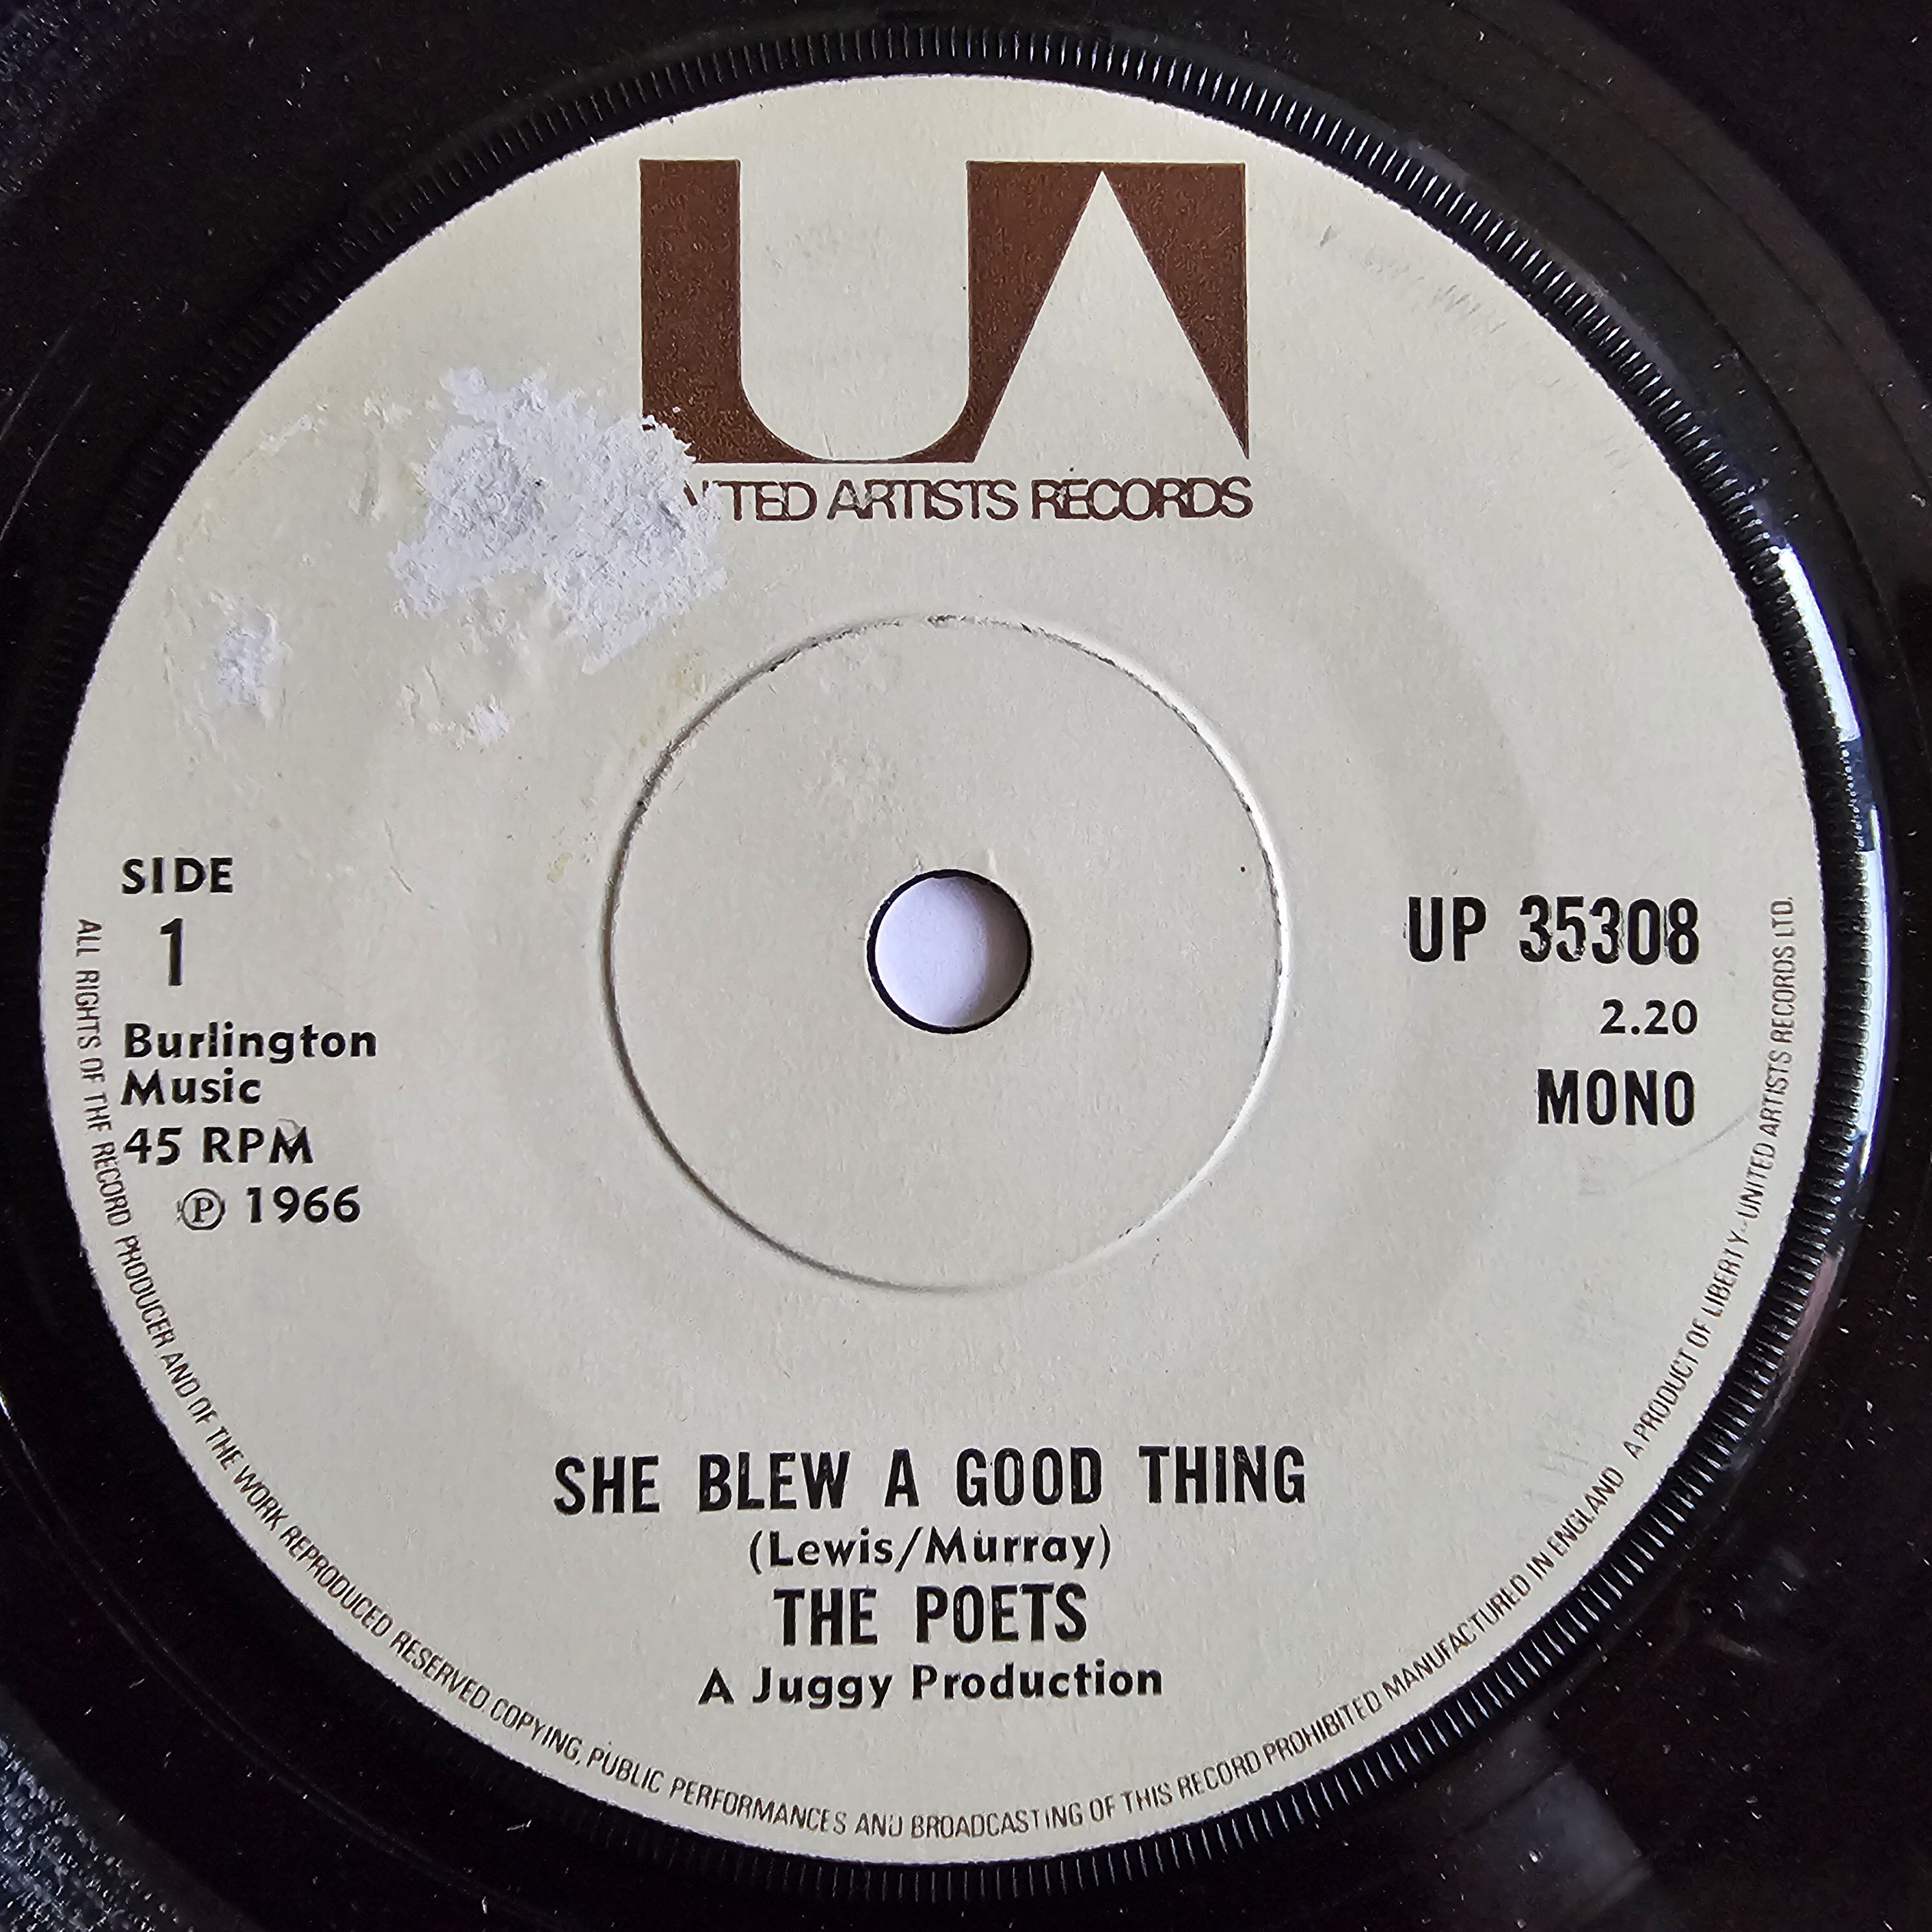 UA
UNITED ARTISTS RECORDS
SIDE
1
Burlington
Music
45 RPM
Ⓟ 1966
UP 35308
2.20
MONO
SHE BLEW A GOOD THING
(Lewis/Murray)
THE POETS
A Juggy Production
ALL RIGHTS OF THE RECORD PRODUCER AND OF THE WORK REPRODUCED RESERVED. COPYING, PUBLIC PERFORMANCES AND BROADCASTING OF THIS RECORD PROHIBITED MANUFACTURED IN ENGLAND A PRODUCT OF LIBERTY-UNITED ARTISTS RECORDS LTD.